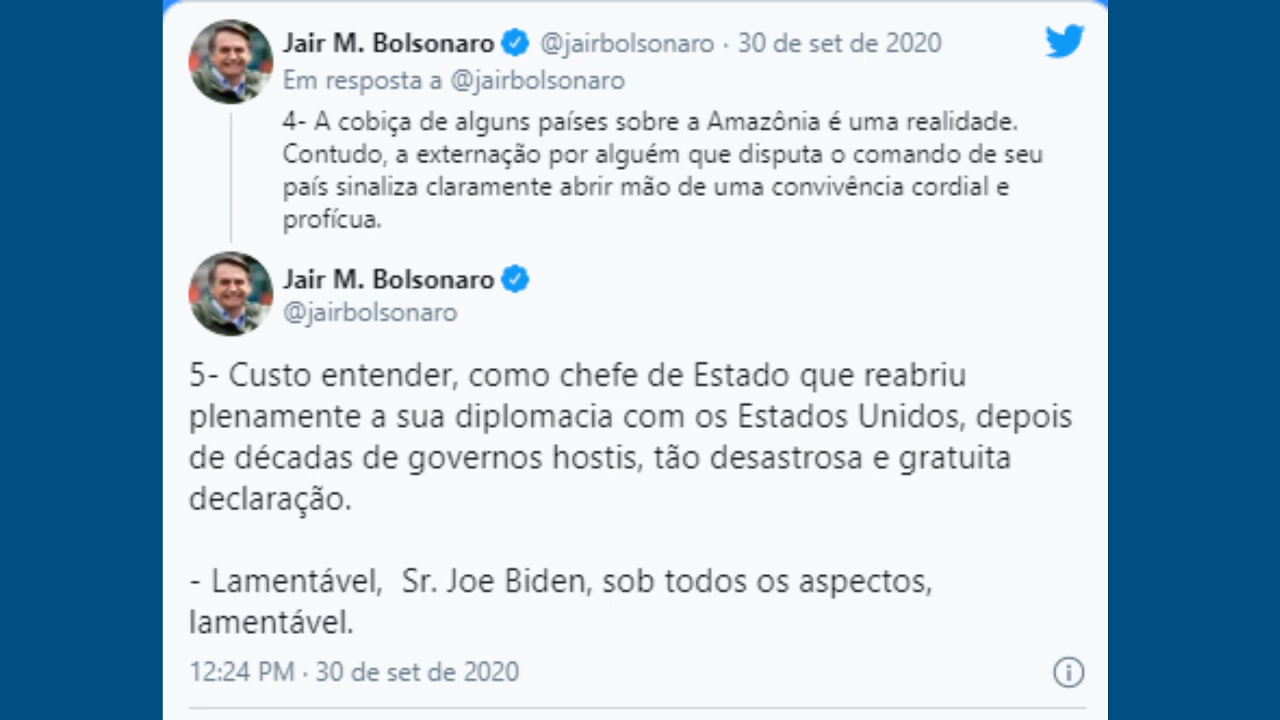 Jair M. Bolsonaro @jairbolsonaro · 30 de set de 2020
Em resposta a @jairbolsonaro
4- A cobiça de alguns países sobre a Amazônia é uma realidade.
Contudo, a externação por alguém que disputa o comando de seu
país sinaliza claramente abrir mão de uma convivência cordial e
profícua.
Jair M. Bolsonaro
@jairbolsonaro
5- Custo entender, como chefe de Estado que reabriu
plenamente a sua diplomacia com os Estados Unidos, depois
de décadas de governos hostis, tão desastrosa e gratuita
declaração.
- Lamentável,  Sr. Joe Biden, sob todos os aspectos,
lamentável.
12:24 PM · 30 de set de 2020